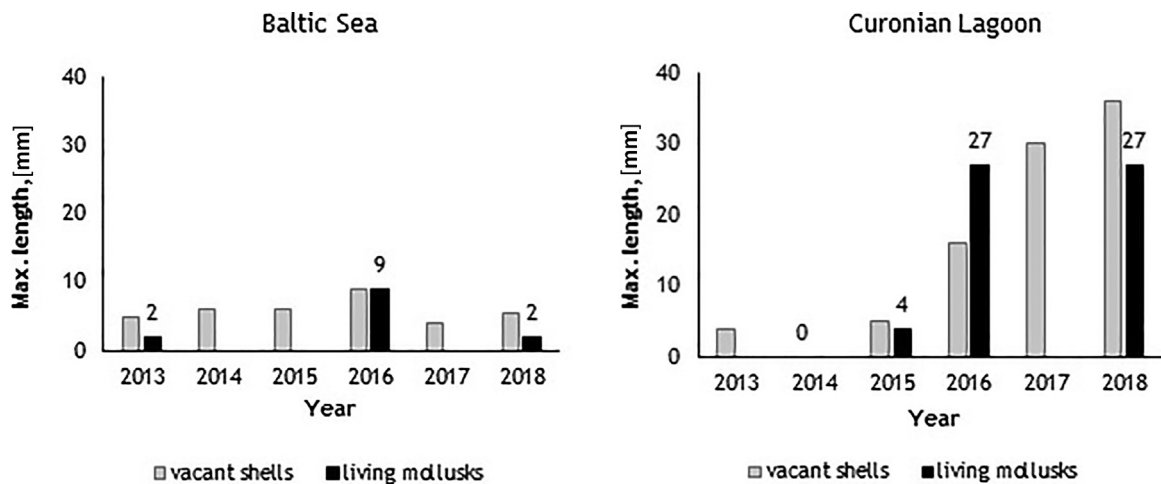 Baltic Sea
Max. length, [mm]
40
30
20
10
0
2
9
2
2013 2014 2015 2016 2017 2018
Year
vacant shells living mollusks
Curonian Lagoon
Max. length, [mm]
40
30
20
10
0
0
4
27
27
2013 2014 2015 2016 2017 2018
Year
vacant shells living mollusks